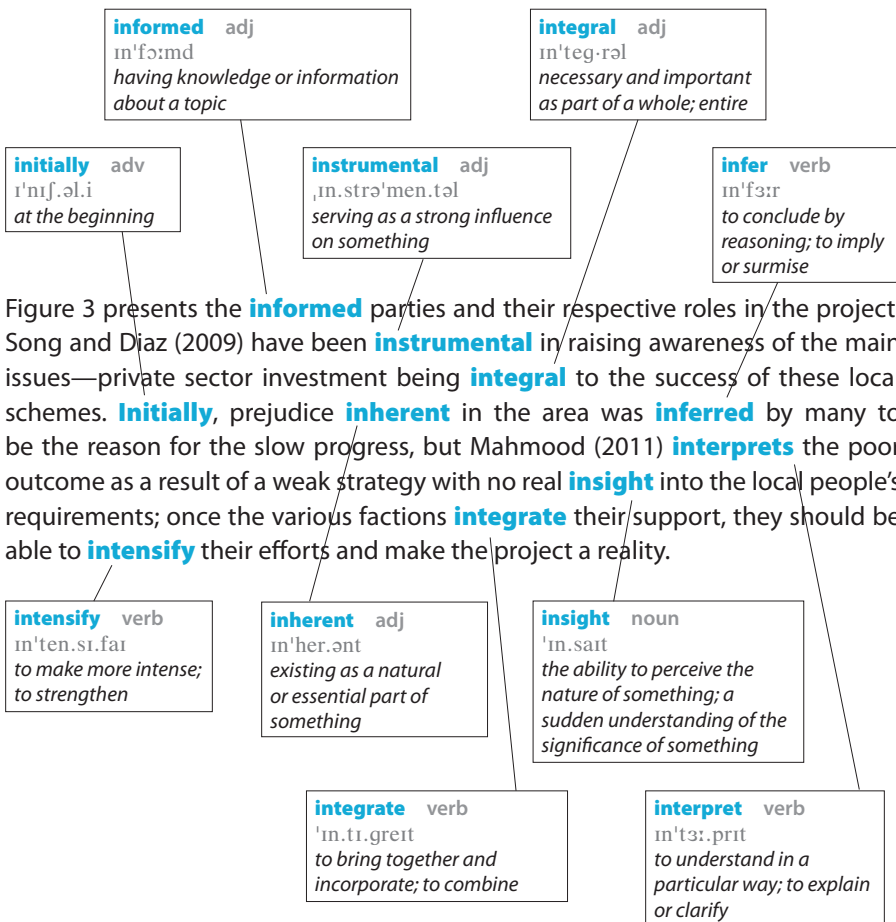 informed adj
ɪnˈfɔːmd
having knowledge or information
about a topic
integral adj
ɪnˈteg·rəl
necessary and important
as part of a whole; entire
initially adv
ɪˈnɪʃ.əl.i
at the beginning
instrumental adj
ˌɪn.strəˈmen.təl
serving as a strong influence
on something
infer verb
ɪnˈfɜːr
to conclude by
reasoning; to imply
or surmise
Figure 3 presents the informed parties and their respective roles in the project
Song and Diaz (2009) have been instrumental in raising awareness of the main
issues—private sector investment being integral to the success of these loca
schemes. Initially, prejudice inherent in the area was inferred by many to
be the reason for the slow progress, but Mahmood (2011) interprets the poor
outcome as a result of a weak strategy with no real insight into the local people’s
requirements; once the various factions integrate their support, they should be
able to intensify their efforts and make the project a reality.
intensify verb
ɪnˈten.sɪ.faɪ
to make more intense;
to strengthen
inherent adj
ɪnˈher.ənt
existing as a natural
or essential part of
something
insight noun
ˈɪn.saɪt
the ability to perceive the
nature of something; a
sudden understanding of the
significance of something
integrate verb
ˈɪn.tɪ.greɪt
to bring together and
incorporate; to combine
interpret verb
ɪnˈtɜː.prɪt
to understand in a
particular way; to explain
or clarify